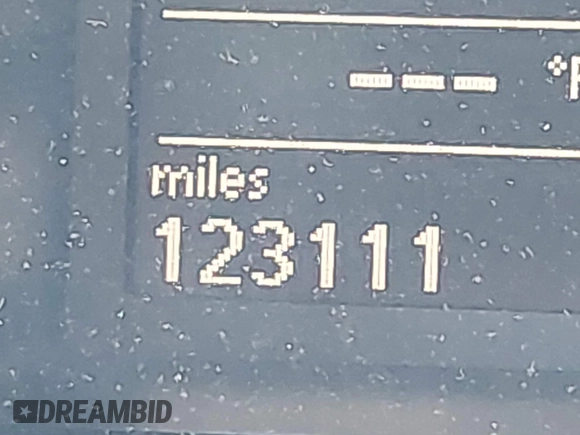 --- °F
miles
123111
DREAMBID